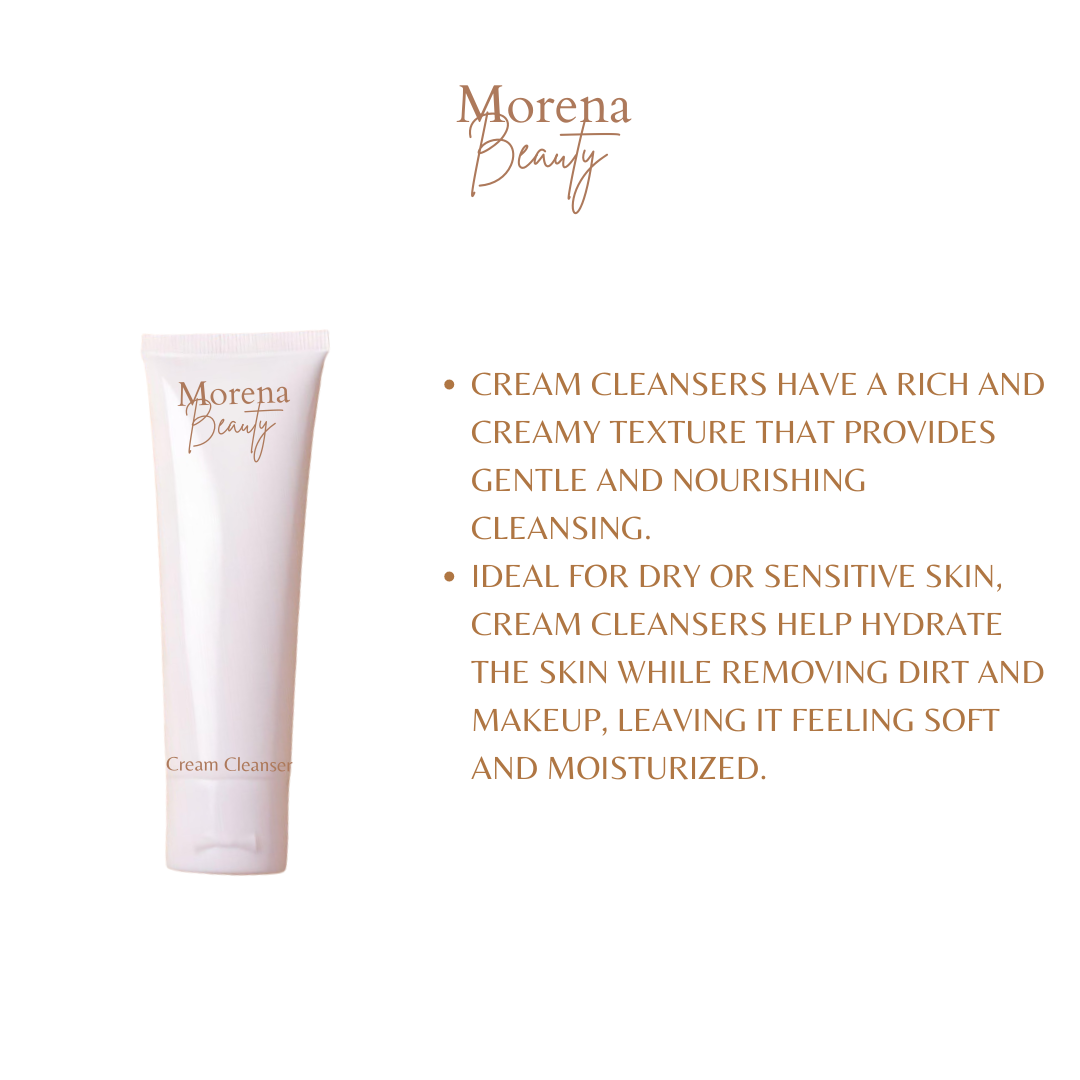 Morena
Beauty
Morena
Beauty
Cream Cleanser
• CREAM CLEANSERS HAVE A RICH AND
CREAMY TEXTURE THAT PROVIDES
GENTLE AND NOURISHING
CLEANSING.
• IDEAL FOR DRY OR SENSITIVE SKIN,
CREAM CLEANSERS HELP HYDRATE
THE SKIN WHILE REMOVING DIRT AND
MAKEUP, LEAVING IT FEELING SOFT
AND MOISTURIZED.